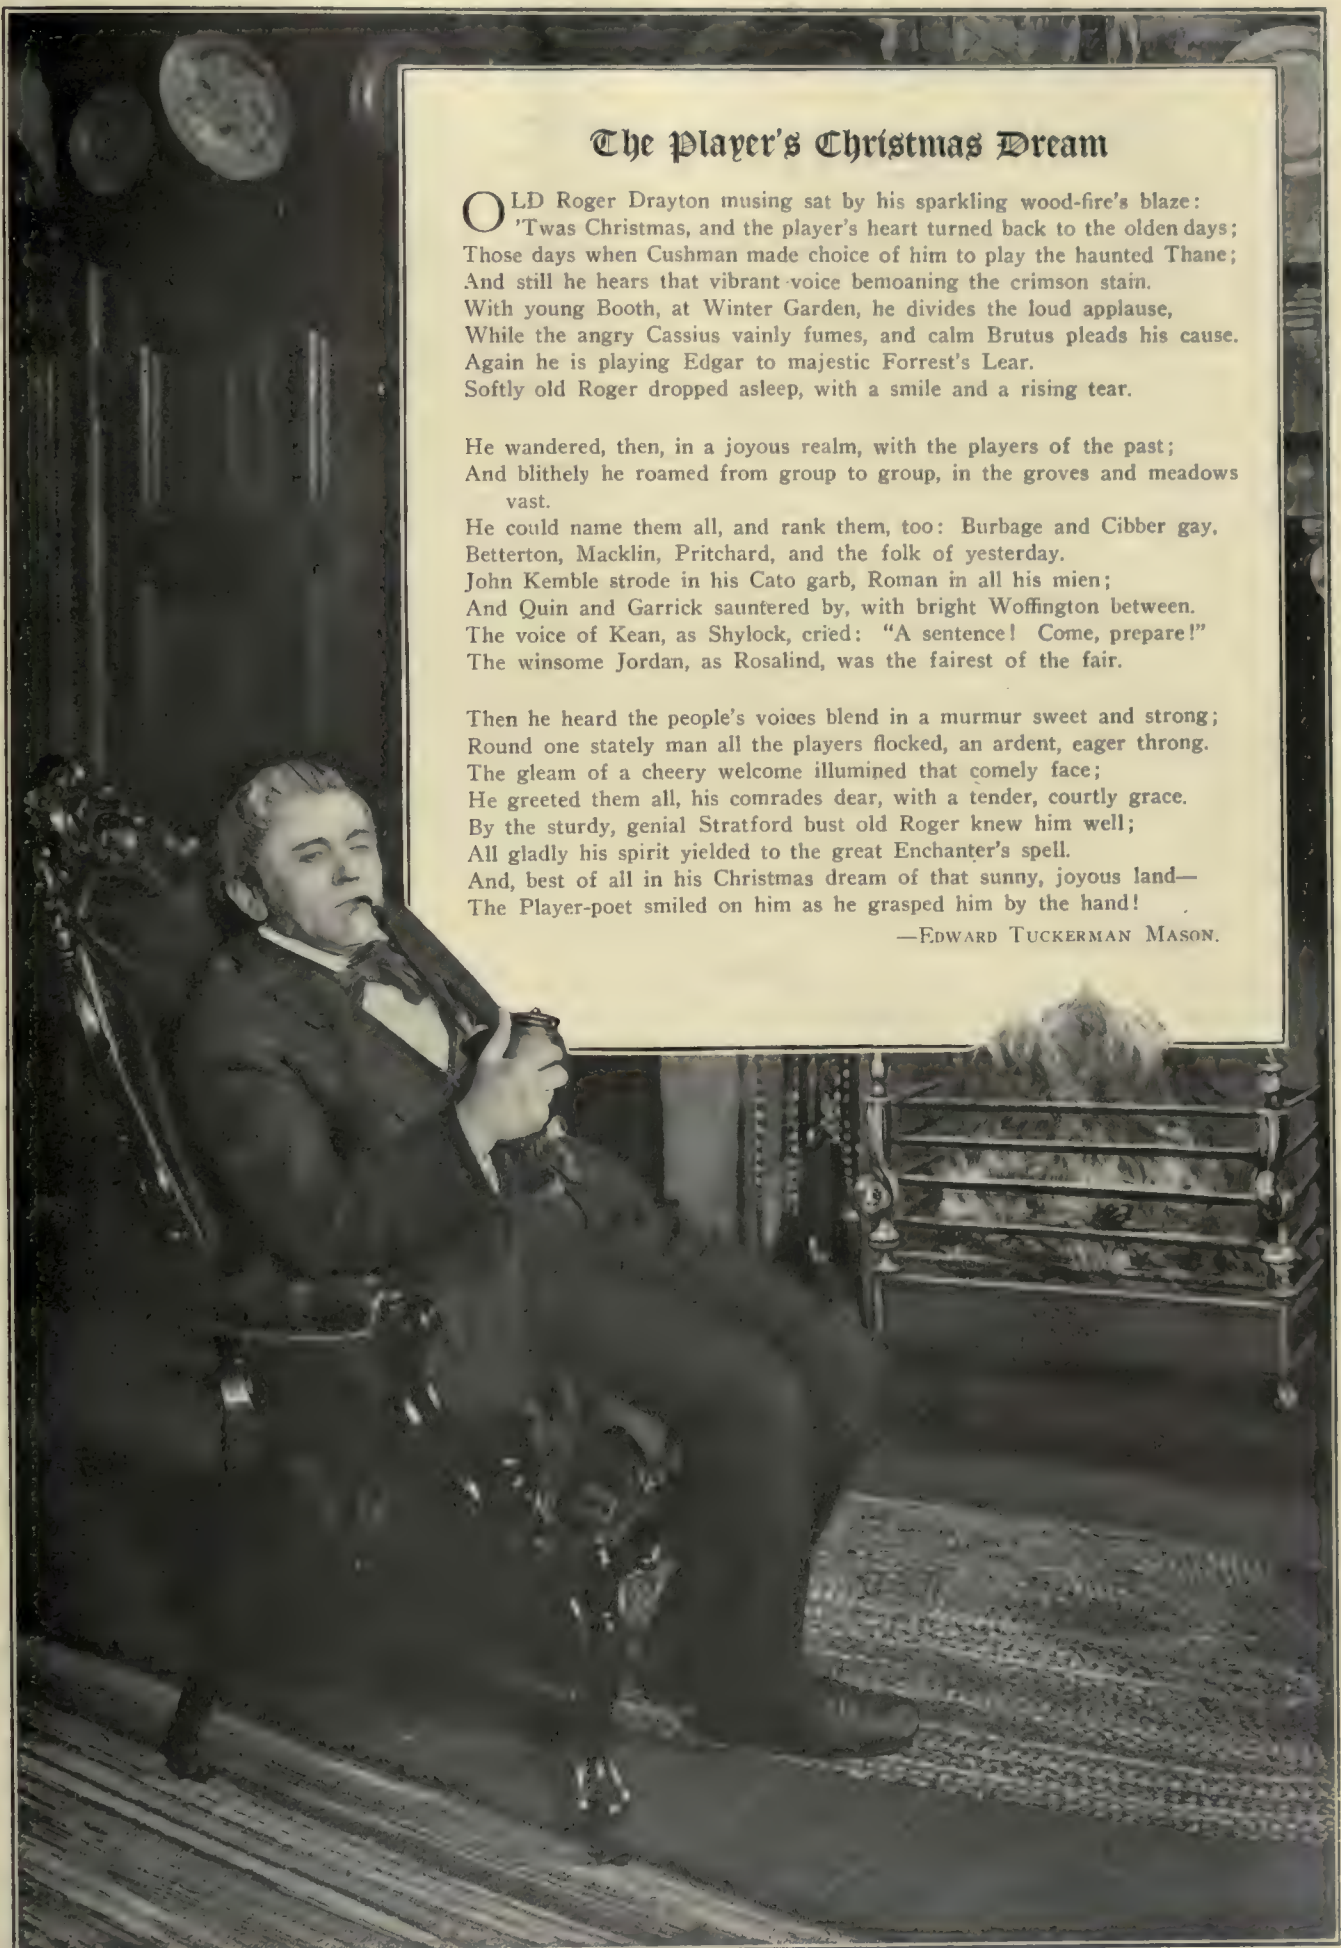 The Player's Christmas Dream
OLD Roger Drayton musing sat by his sparkling wood-fire's blaze:
'Twas Christmas, and the player's heart turned back to the olden days;
Those days when Cushman made choice of him to play the haunted Thane;
And still he hears that vibrant voice bemoaning the crimson stain.
With young Booth, at Winter Garden, he divides the loud applause,
While the angry Cassius vainly fumes, and calm Brutus pleads his cause.
Again he is playing Edgar to majestic Forrest's Lear.
Softly old Roger dropped asleep, with a smile and a rising tear.
He wandered, then, in a joyous realm, with the players of the past;
And blithely he roamed from group to group, in the groves and meadows
vast.
He could name them all, and rank them, too: Burbage and Cibber gay,
Betterton, Macklin, Pritchard, and the folk of yesterday.
John Kemble strode in his Cato garb, Roman in all his mien;
And Quin and Garrick sauntered by, with bright Woffington between.
The voice of Kean, as Shylock, cried: "A sentence! Come, prepare!"
The winsome Jordan, as Rosalind, was the fairest of the fair.
Then he heard the people's voices blend in a murmur sweet and strong;
Round one stately man all the players flocked, an ardent, eager throng.
The gleam of a cheery welcome illumined that comely face;
He greeted them all, his comrades dear, with a tender, courtly grace.
By the sturdy, genial Stratford bust old Roger knew him well;
All gladly his spirit yielded to the great Enchanter's spell.
And, best of all in his Christmas dream of that sunny, joyous land—
The Player-poet smiled on him as he grasped him by the hand!
—EDWARD TUCKERMAN MASON.